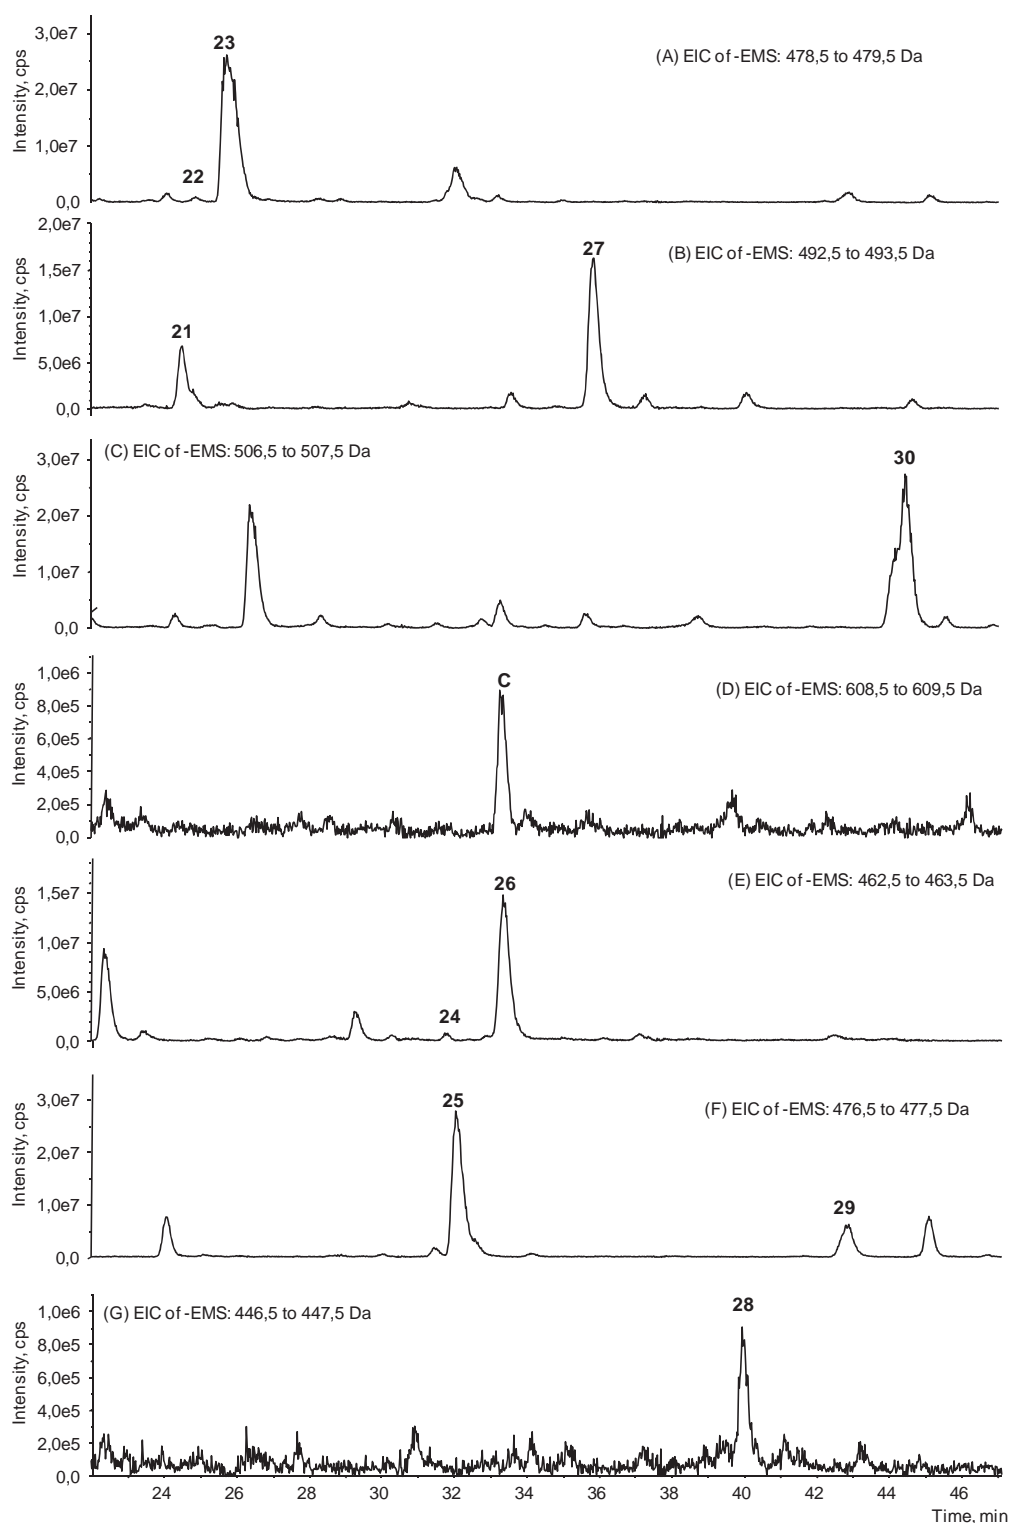 3,0e7
2,0e7
1,0e7
0,0
Intensity, cps
23
22
(A) EIC of -EMS: 478,5 to 479,5 Da
2,0e7
1,5e7
1,0e7
5,0e6
0,0
Intensity, cps
21
27
(B) EIC of -EMS: 492,5 to 493,5 Da
3,0e7
2,0e7
1,0e7
0,0
Intensity, cps
(C) EIC of -EMS: 506,5 to 507,5 Da
30
1,0e6
8,0e5
6,0e5
4,0e5
2,0e5
0,0
Intensity, cps
C
(D) EIC of -EMS: 608,5 to 609,5 Da
1,5e7
1,0e7
5,0e6
0,0
Intensity, cps
26
24
(E) EIC of -EMS: 462,5 to 463,5 Da
3,0e7
2,0e7
1,0e7
0,0
Intensity, cps
25
29
(F) EIC of -EMS: 476,5 to 477,5 Da
1,0e6
8,0e5
6,0e5
4,0e5
2,0e5
0,0
Intensity, cps
(G) EIC of -EMS: 446,5 to 447,5 Da
28
24 26 28 30 32 34 36 38 40 42 44 46
Time, min